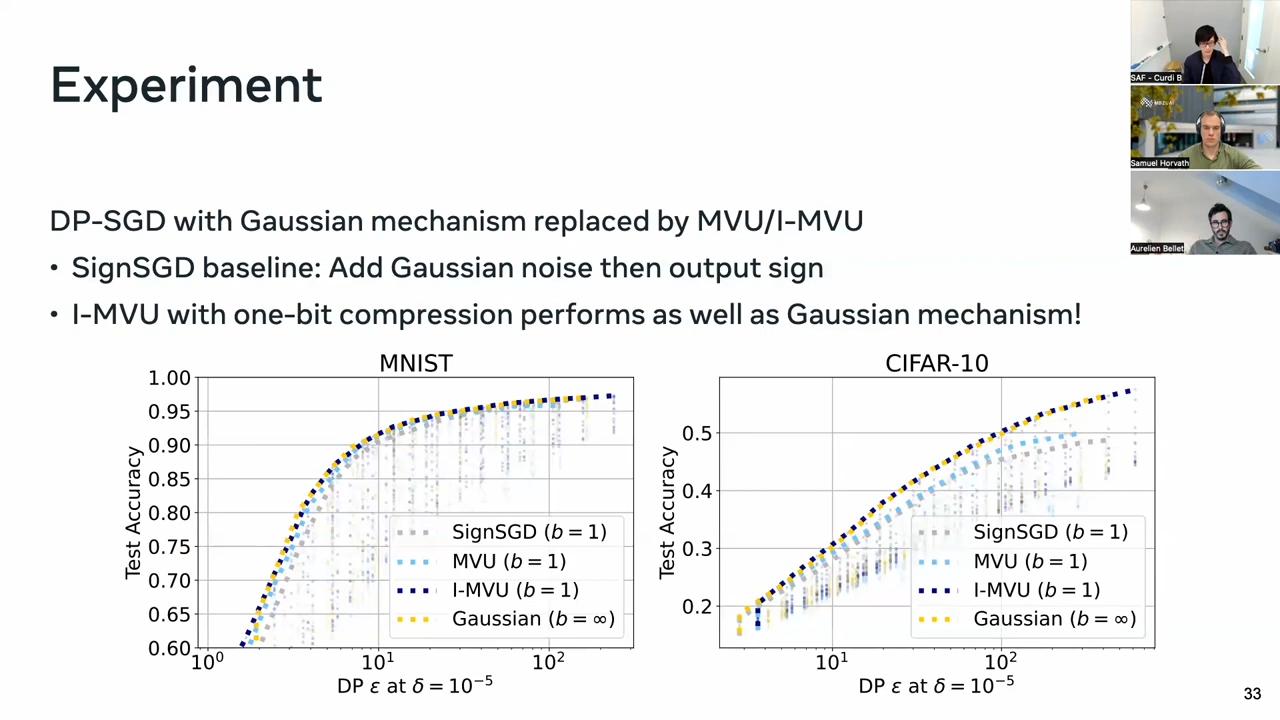 Experiment
SAF - Curdi B
MBZUAI
Samuel Horvath
Aurelien Bellet
DP-SGD with Gaussian mechanism replaced by MVU/I-MVU
• SignSGD baseline: Add Gaussian noise then output sign
• I-MVU with one-bit compression performs as well as Gaussian mechanism!
MNIST
Test Accuracy
1.00
0.95
0.90
0.85
0.80
0.75
0.70
0.65
0.60
SignSGD (b = 1)
MVU (b = 1)
I-MVU (b = 1)
Gaussian (b = ∞)
10⁰ 10¹ 10²
DP ε at δ = 10⁻⁵
CIFAR-10
Test Accuracy
0.5
0.4
0.3
0.2
SignSGD (b = 1)
MVU (b = 1)
I-MVU (b = 1)
Gaussian (b = ∞)
10¹ 10²
DP ε at δ = 10⁻⁵
33